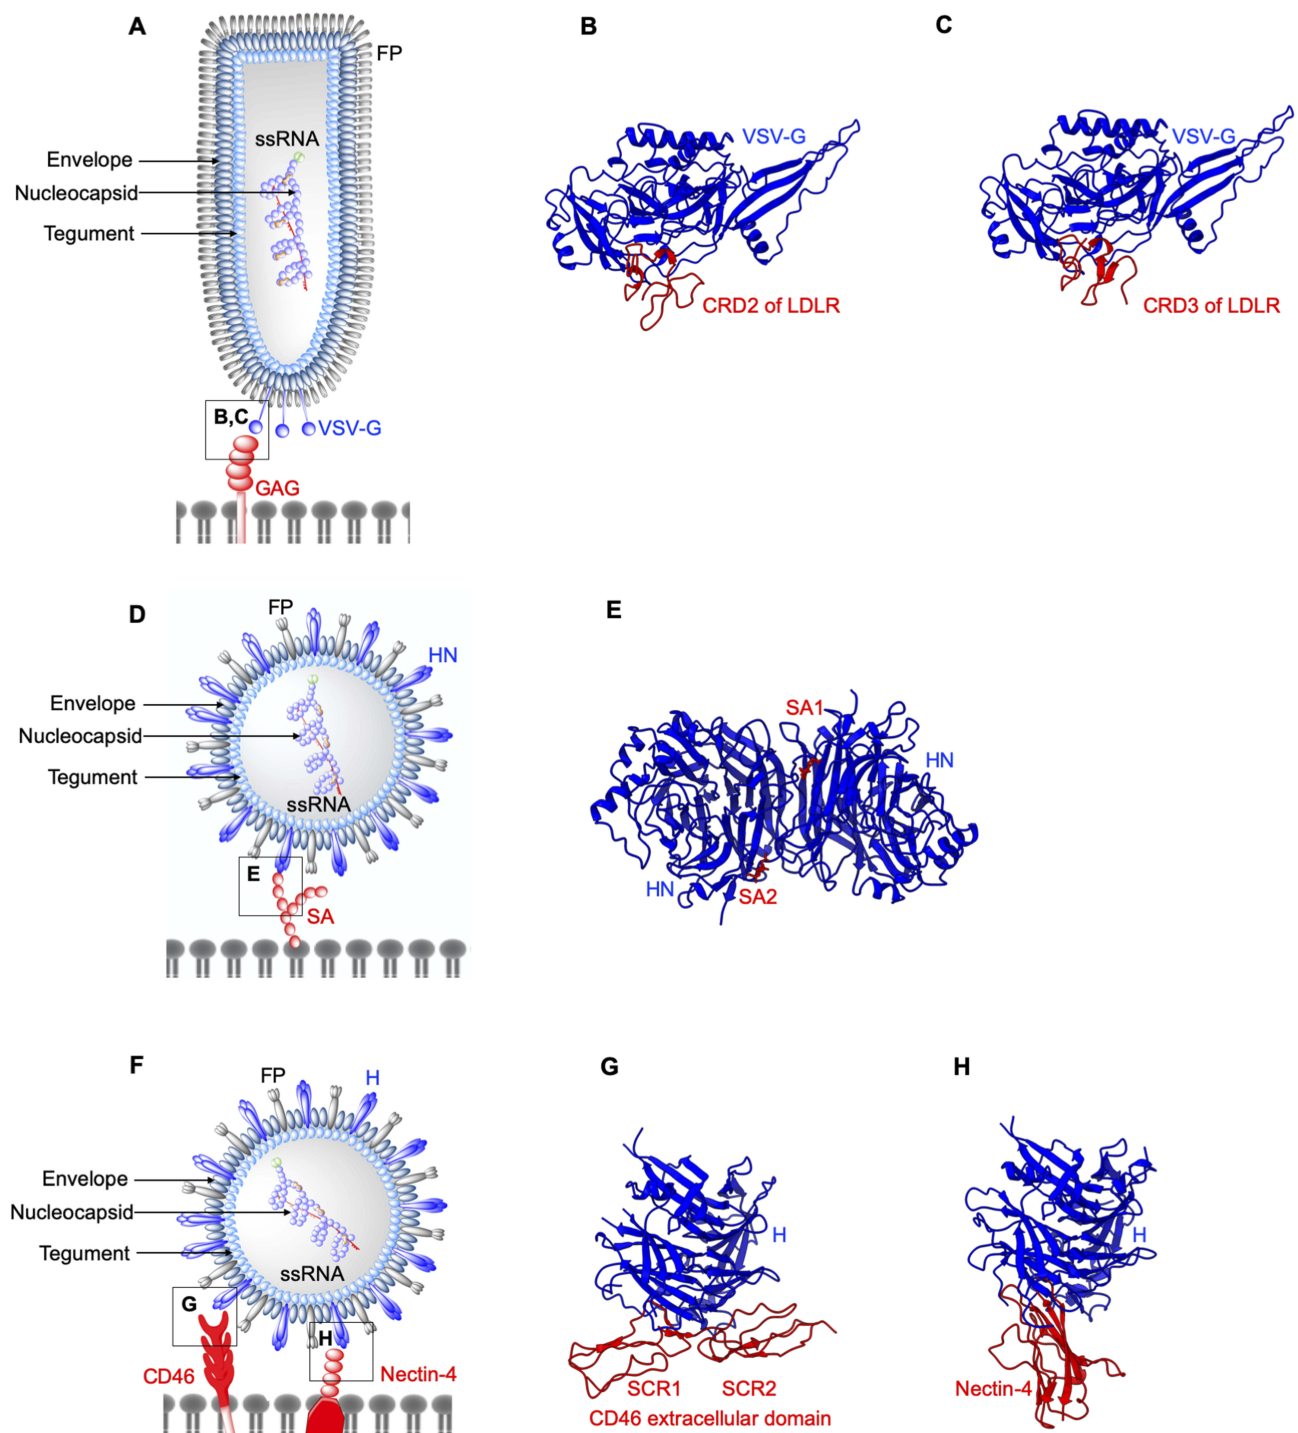 A
FP
ssRNA
Envelope
Nucleocapsid
Tegument
B,C
VSV-G
GAG
B
VSV-G
CRD2 of LDLR
C
VSV-G
CRD3 of LDLR
D
FP
HN
Envelope
Nucleocapsid
Tegument
ssRNA
E
SA
E
SA1
HN
HN
SA2
F
FP
H
Envelope
Nucleocapsid
Tegument
ssRNA
G
H
CD46
Nectin-4
G
H
SCR1
SCR2
CD46 extracellular domain
H
H
Nectin-4